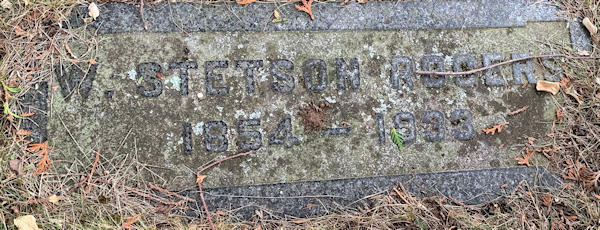 W. STETSON ROGERS
1854 – 1933